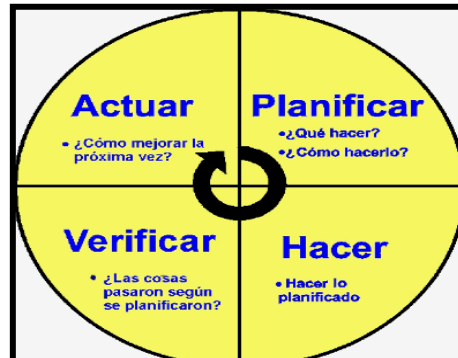 Actuar
• ¿Cómo mejorar la
próxima vez?
Planificar
•¿Qué hacer?
•¿Cómo hacerlo?
Verificar
• ¿Las cosas
pasaron según
se planificaron?
Hacer
• Hacer lo
planificado